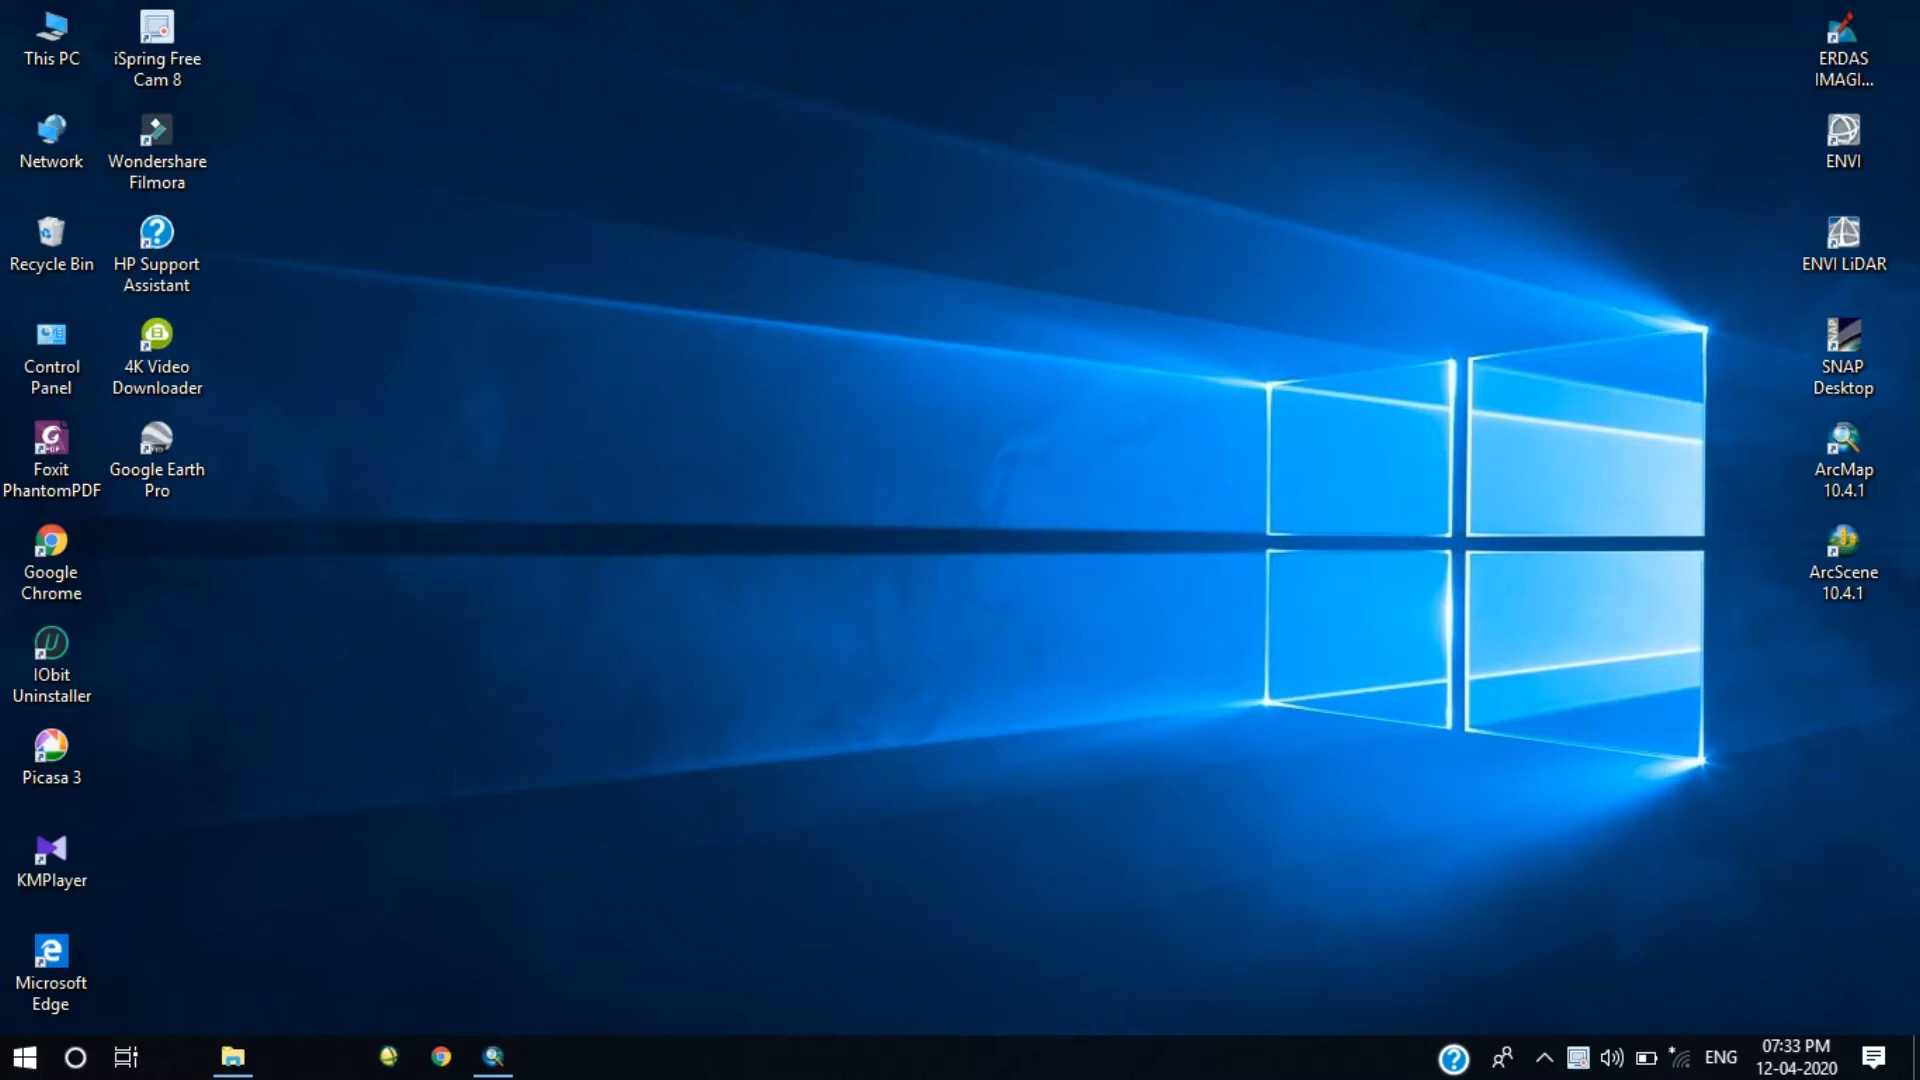 This PC
iSpring Free
Cam 8
Network
Wondershare
Filmora
Recycle Bin
HP Support
Assistant
Control
Panel
4K Video
Downloader
Foxit
PhantomPDF
Google Earth
Pro
Google
Chrome
IObit
Uninstaller
Picasa 3
KMPlayer
Microsoft
Edge
ERDAS
IMAGI...
ENVI
ENVI LiDAR
SNAP
Desktop
ArcMap
10.4.1
ArcScene
10.4.1
ENG
07:33 PM
12-04-2020